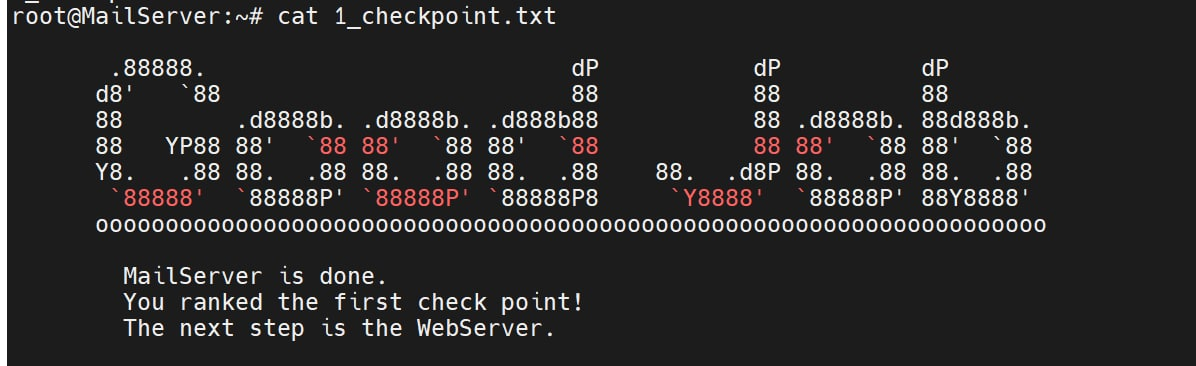 root@MailServer:~# cat 1_checkpoint.txt
 .88888.                          dP           dP          dP
d8'   `88                         88           88          88
88        .d8888b. .d8888b. .d888b88           88 .d8888b. 88d888b.
88   YP88 88'  `88 88'  `88 88'  `88           88 88'  `88 88'  `88
Y8.   .88 88.  .88 88.  .88 88.  .88    88.  .d8P 88.  .88 88.  .88
 `88888'  `88888P' `88888P' `88888P8     `Y8888'  `88888P' 88Y8888'
oooooooooooooooooooooooooooooooooooooooooooooooooooooooooooooooooooo
MailServer is done.
You ranked the first check point!
The next step is the WebServer.